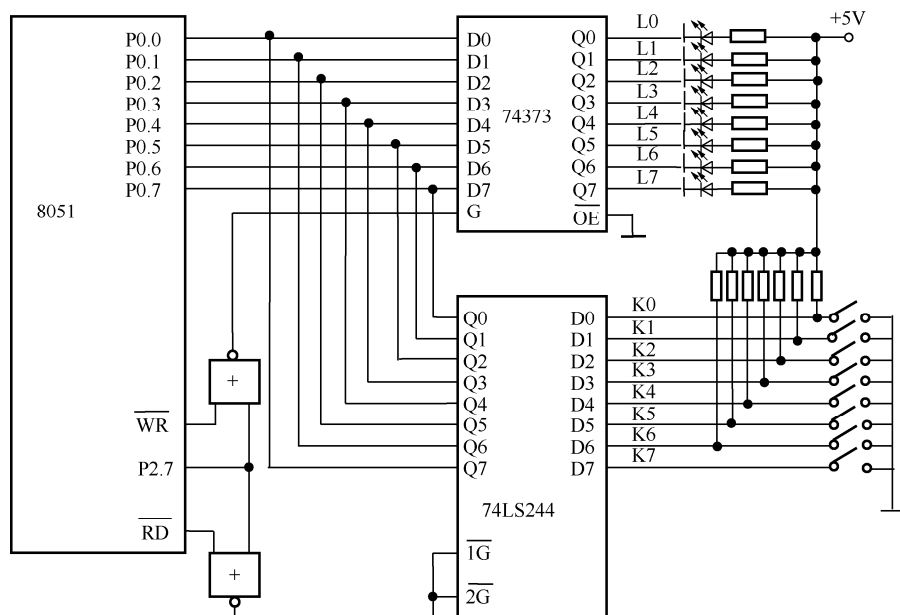 8051
P0.0
P0.1
P0.2
P0.3
P0.4
P0.5
P0.6
P0.7
WR
P2.7
RD
+
+
74373
D0
D1
D2
D3
D4
D5
D6
D7
G
Q0
Q1
Q2
Q3
Q4
Q5
Q6
Q7
OE
L0
L1
L2
L3
L4
L5
L6
L7
+5V
74LS244
Q0
Q1
Q2
Q3
Q4
Q5
Q6
Q7
1G
2G
D0
D1
D2
D3
D4
D5
D6
D7
K0
K1
K2
K3
K4
K5
K6
K7